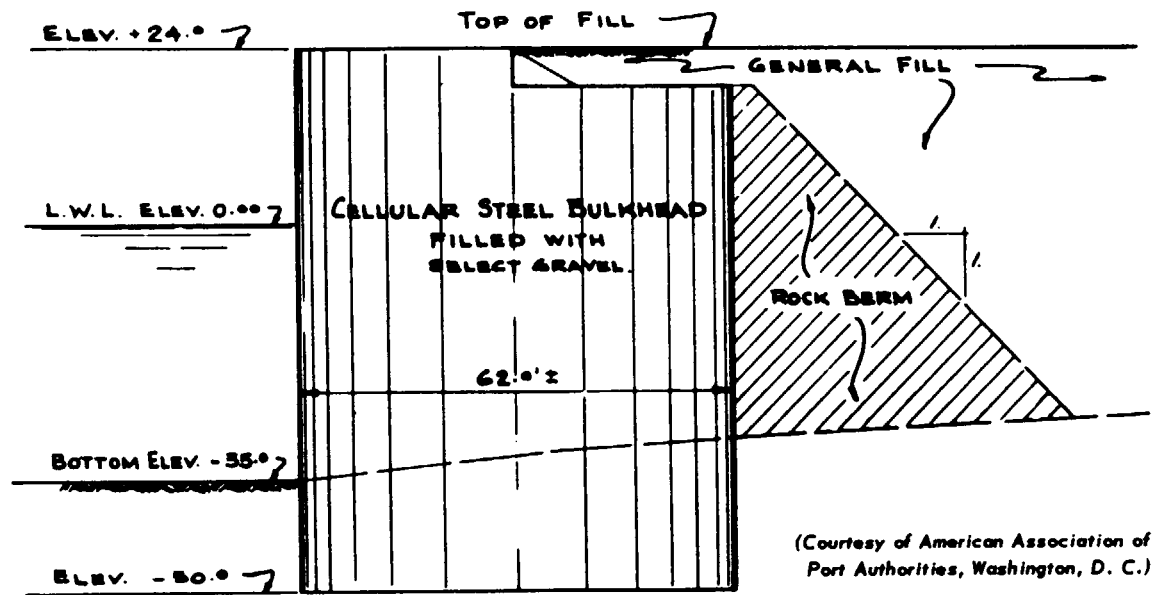 TOP OF FILL
ELEV. +24.0
GENERAL FILL
L.W.L. ELEV. 0.00
CELLULAR STEEL BULKHEAD
FILLED WITH
SELECT GRAVEL.
1.
1.
ROCK BERM
62.0' ±
BOTTOM ELEV. -35.0
ELEV. -50.0
(Courtesy of American Association of
Port Authorities, Washington, D. C.)